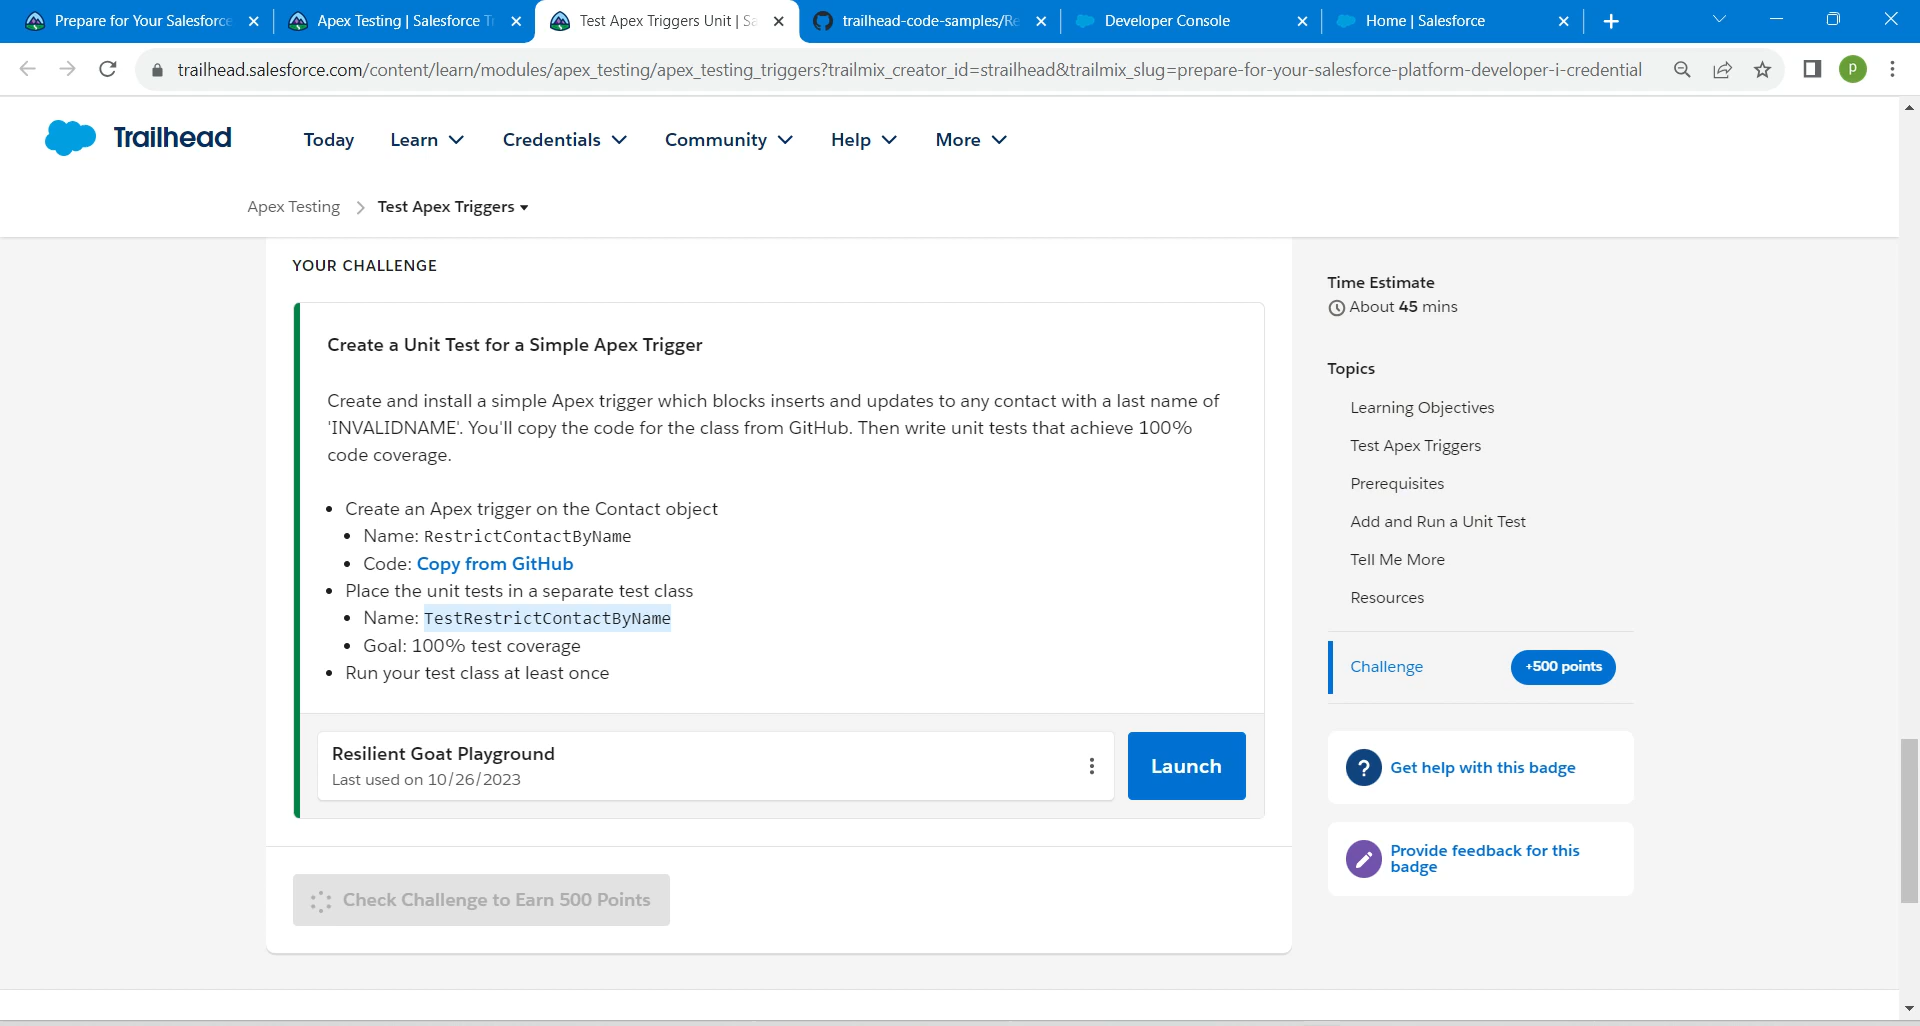 Prepare for Your Salesforce
Apex Testing | Salesforce T
Test Apex Triggers Unit | Sa
trailhead-code-samples/Re
Developer Console
Home | Salesforce
trailhead.salesforce.com/content/learn/modules/apex_testing/apex_testing_triggers?trailmix_creator_id=strailhead&trailmix_slug=prepare-for-your-salesforce-platform-developer-i-credential
P
Trailhead
Today Learn Credentials Community Help More
Apex Testing > Test Apex Triggers
YOUR CHALLENGE
Create a Unit Test for a Simple Apex Trigger
Create and install a simple Apex trigger which blocks inserts and updates to any contact with a last name of
'INVALIDNAME'. You'll copy the code for the class from GitHub. Then write unit tests that achieve 100%
code coverage.
• Create an Apex trigger on the Contact object
• Name: RestrictContactByName
• Code: Copy from GitHub
• Place the unit tests in a separate test class
• Name: TestRestrictContactByName
• Goal: 100% test coverage
• Run your test class at least once
Resilient Goat Playground
Last used on 10/26/2023
Launch
Check Challenge to Earn 500 Points
Time Estimate
About 45 mins
Topics
Learning Objectives
Test Apex Triggers
Prerequisites
Add and Run a Unit Test
Tell Me More
Resources
Challenge +500 points
? Get help with this badge
Provide feedback for this
badge